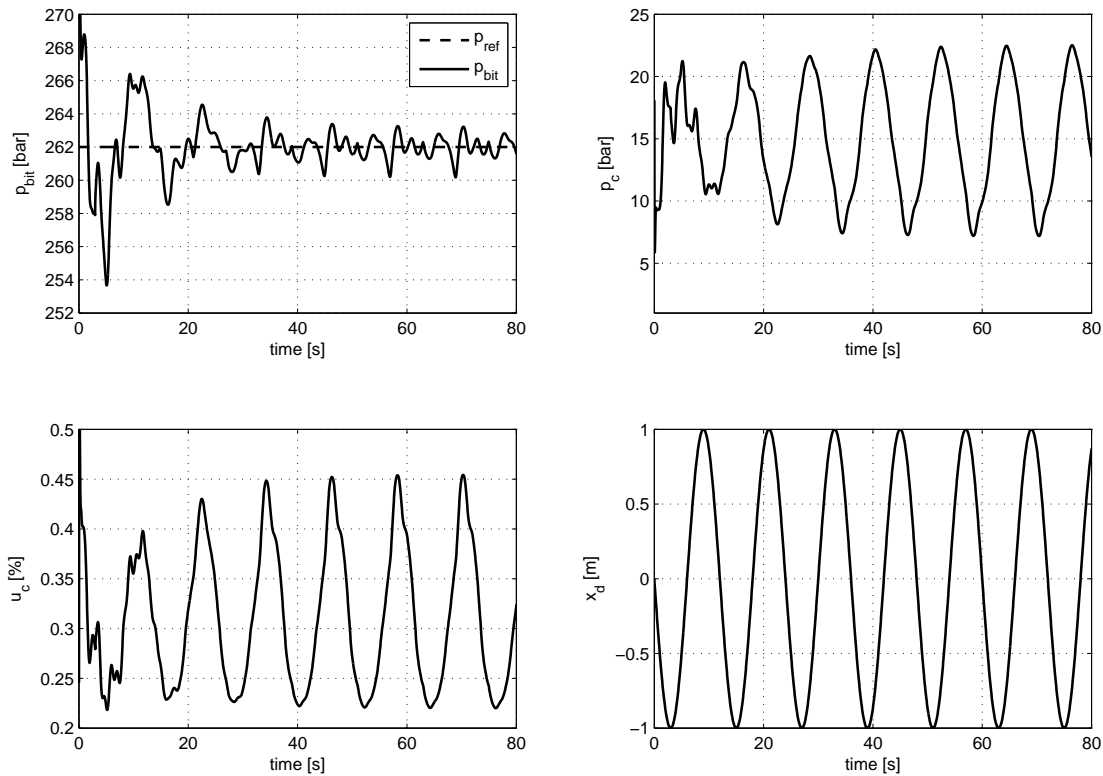 270
268
266
264
262
260
258
256
254
252
0 20 40 60 80
time [s]
p_bit [bar]
p_ref
p_bit
25
20
15
10
5
0 20 40 60 80
time [s]
p_c [bar]
0.5
0.45
0.4
0.35
0.3
0.25
0.2
0 20 40 60 80
time [s]
u_c [%]
1
0.5
0
−0.5
−1
0 20 40 60 80
time [s]
x_d [m]